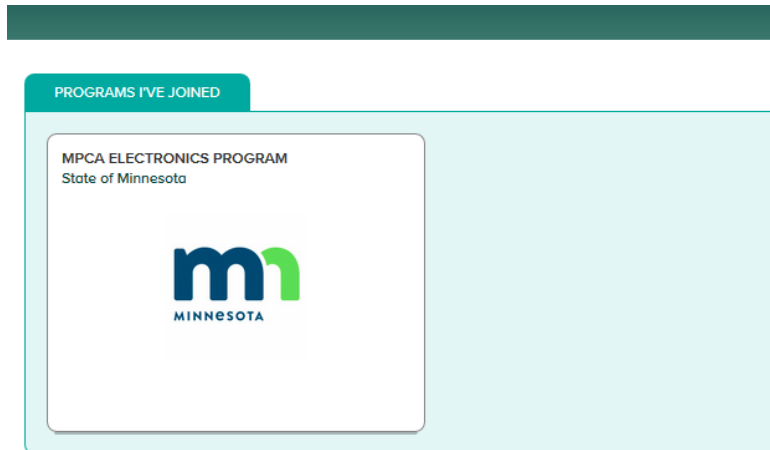 PROGRAMS I'VE JOINED
MPCA ELECTRONICS PROGRAM
State of Minnesota
mn
MINNESOTA